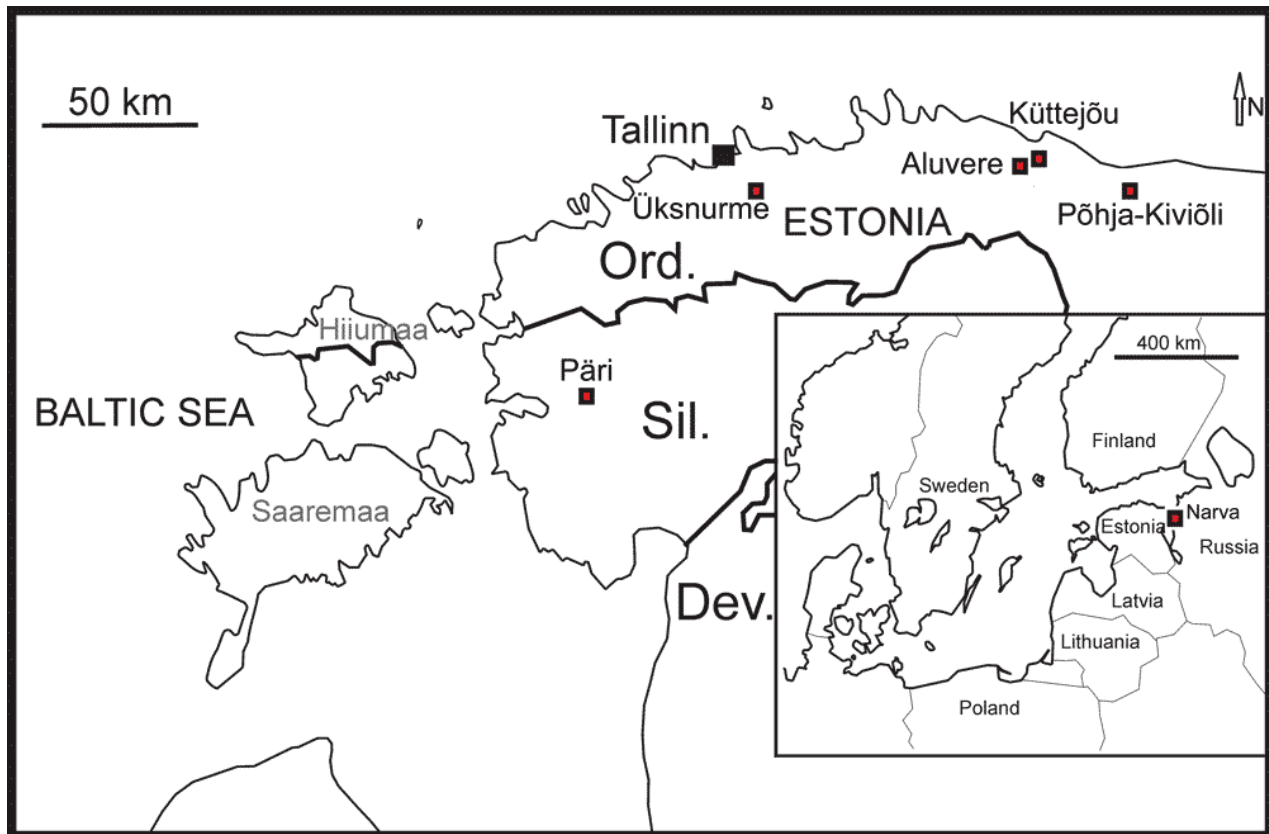 50 km
N
Küttejõu
Tallinn
Aluvere
Üksnurme
ESTONIA
Põhja-Kiviõli
Ord.
Hiiumaa
Päri
BALTIC SEA
Sil.
Saaremaa
Dev.
400 km
Finland
Sweden
Narva
Estonia
Russia
Latvia
Lithuania
Poland